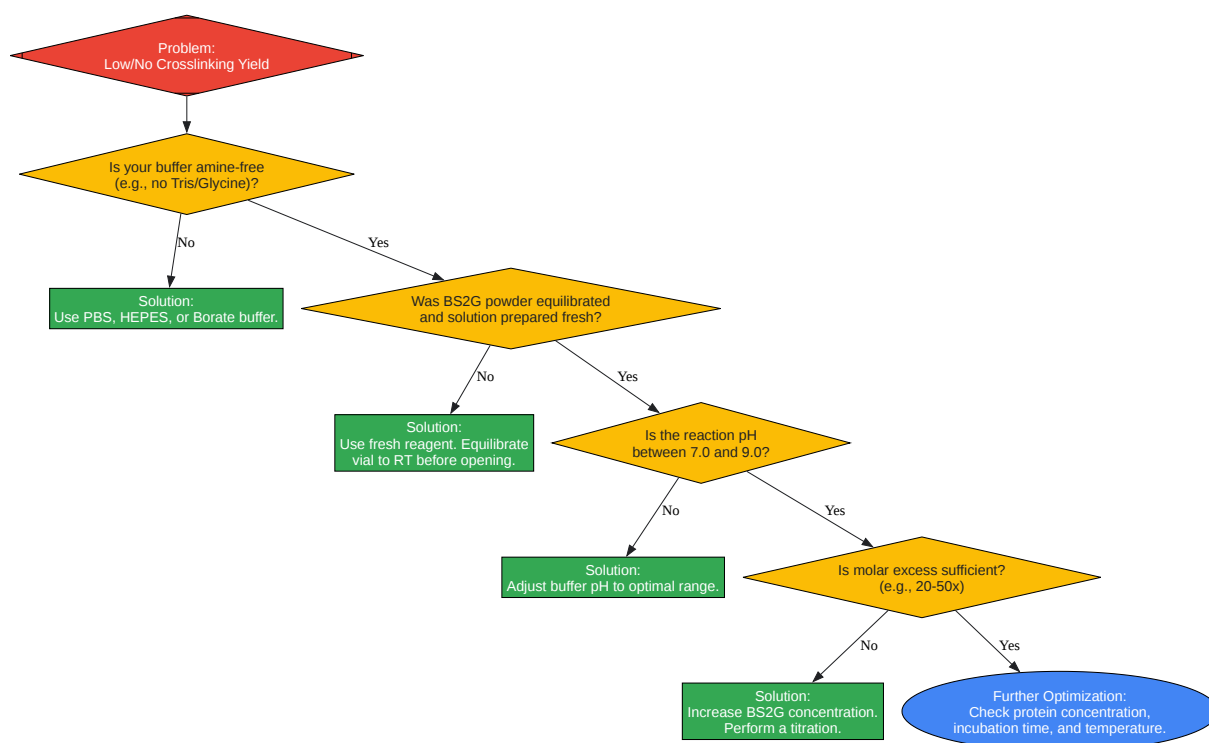 Problem:
Low/No Crosslinking Yield
Is your buffer amine-free
(e.g., no Tris/Glycine)?
No
Yes
Solution:
Use PBS, HEPES, or Borate buffer.
Was BS2G powder equilibrated
and solution prepared fresh?
No
Yes
Solution:
Use fresh reagent. Equilibrate
vial to RT before opening.
Is the reaction pH
between 7.0 and 9.0?
No
Yes
Solution:
Adjust buffer pH to optimal range.
Is molar excess sufficient?
(e.g., 20-50x)
No
Yes
Solution:
Increase BS2G concentration.
Perform a titration.
Further Optimization:
Check protein concentration,
incubation time, and temperature.